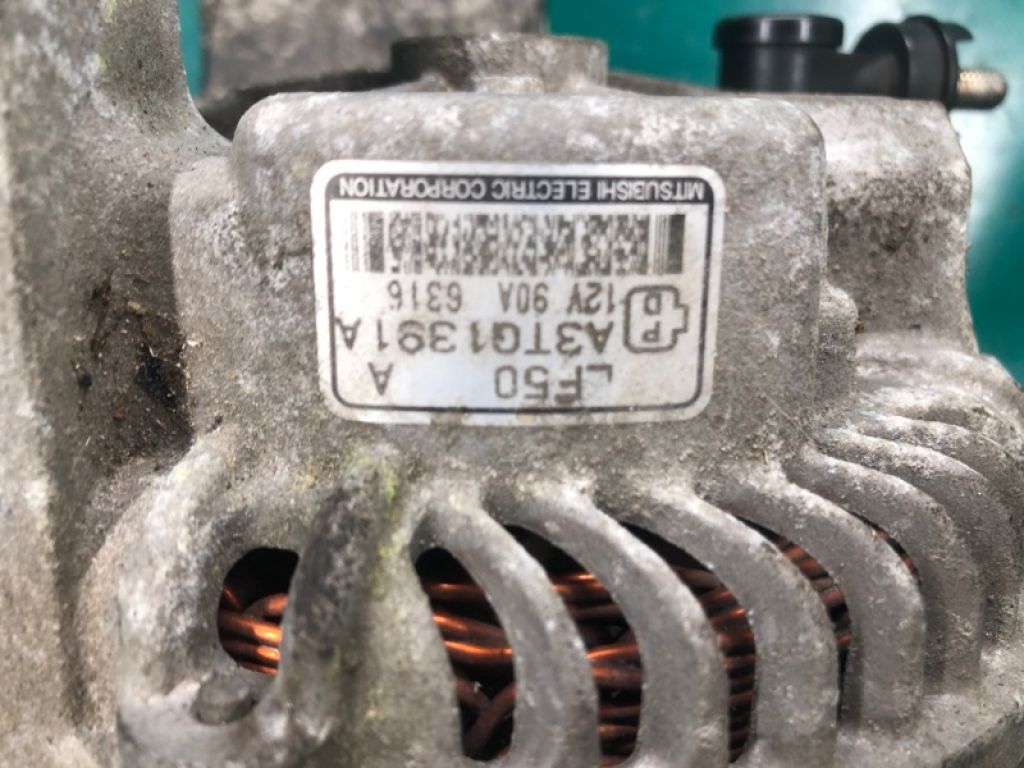 LF50 A
A3TG1391A
P D
12V 90A 6316
MITSUBISHI ELECTRIC CORPORATION